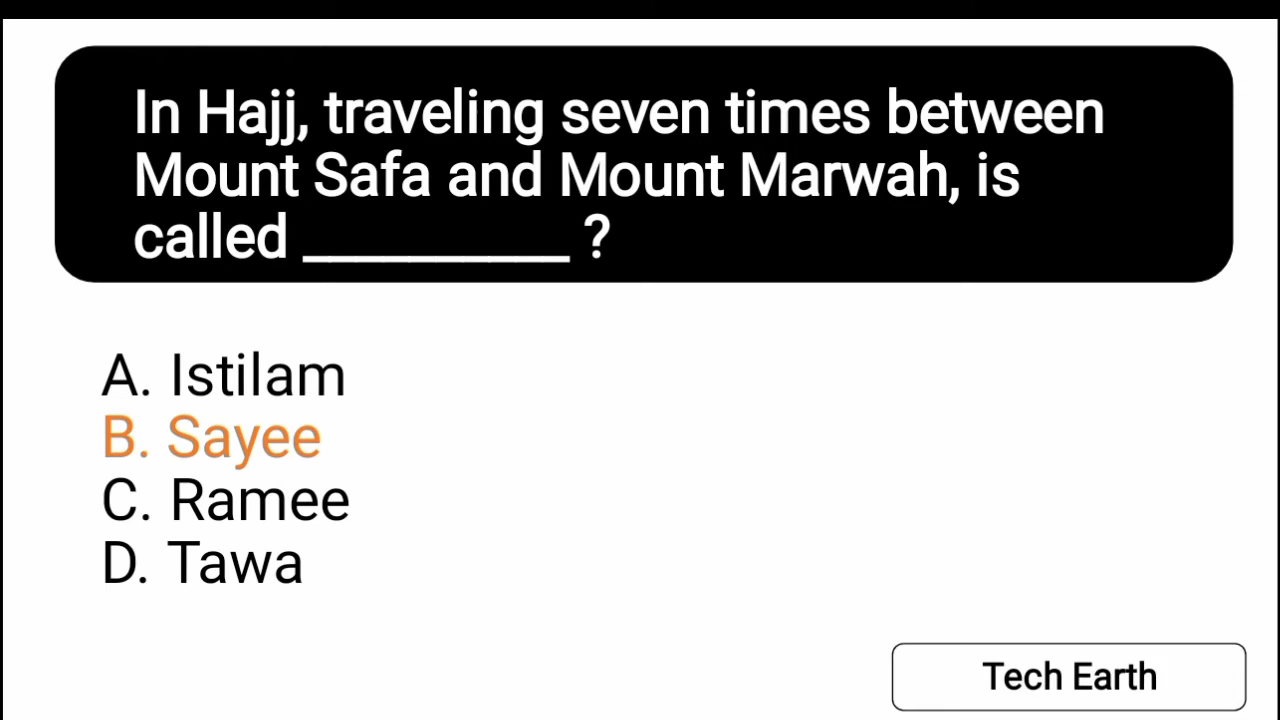 In Hajj, traveling seven times between
Mount Safa and Mount Marwah, is
called __________ ?
A. Istilam
B. Sayee
C. Ramee
D. Tawa
Tech Earth